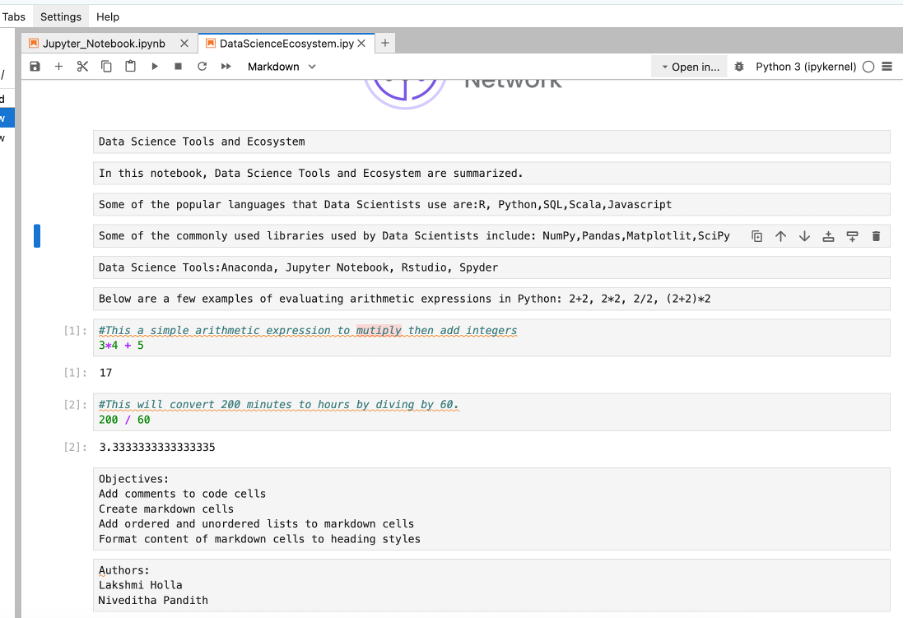 Tabs Settings Help
Jupyter_Notebook.ipynb DataScienceEcosystem.ipy
Markdown Open in... Python 3 (ipykernel)
Network
Data Science Tools and Ecosystem
In this notebook, Data Science Tools and Ecosystem are summarized.
Some of the popular languages that Data Scientists use are:R, Python,SQL,Scala,Javascript
Some of the commonly used libraries used by Data Scientists include: NumPy,Pandas,Matplotlit,SciPy
Data Science Tools:Anaconda, Jupyter Notebook, Rstudio, Spyder
Below are a few examples of evaluating arithmetic expressions in Python: 2+2, 2*2, 2/2, (2+2)*2
[1]: #This a simple arithmetic expression to mutiply then add integers
3*4 + 5
[1]: 17
[2]: #This will convert 200 minutes to hours by diving by 60.
200 / 60
[2]: 3.3333333333333335
Objectives:
Add comments to code cells
Create markdown cells
Add ordered and unordered lists to markdown cells
Format content of markdown cells to heading styles
Authors:
Lakshmi Holla
Niveditha Pandith